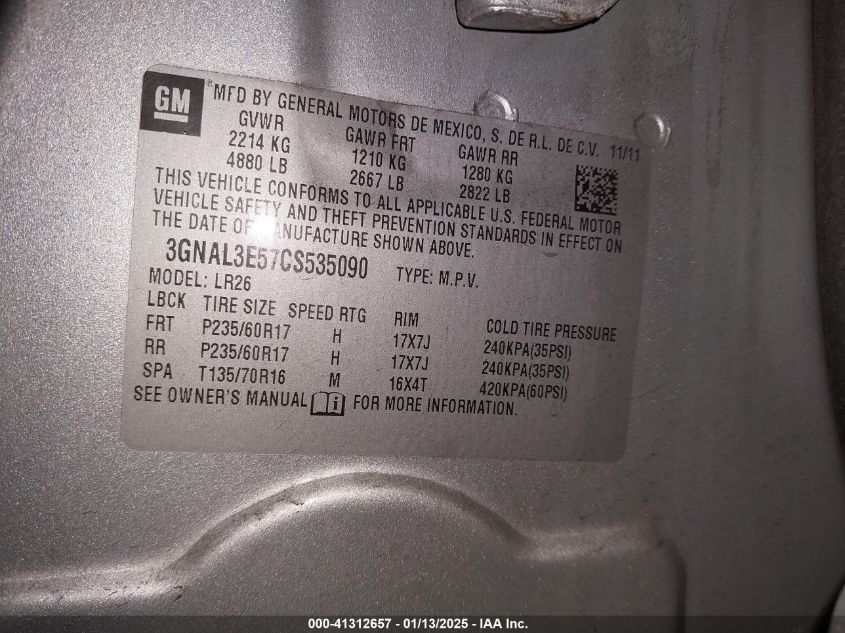 GM
® MFD BY GENERAL MOTORS DE MEXICO, S. DE R.L. DE C.V. 11/11
GVWR GAWR FRT GAWR RR
2214 KG 1210 KG 1280 KG
4880 LB 2667 LB 2822 LB
THIS VEHICLE CONFORMS TO ALL APPLICABLE U.S. FEDERAL MOTOR
VEHICLE SAFETY AND THEFT PREVENTION STANDARDS IN EFFECT ON
THE DATE OF MANUFACTURE SHOWN ABOVE.
3GNAL3E57CS535090 TYPE: M.P.V.
MODEL: LR26
LBCK TIRE SIZE SPEED RTG RIM COLD TIRE PRESSURE
FRT P235/60R17 H 17X7J 240KPA(35PSI)
RR P235/60R17 H 17X7J 240KPA(35PSI)
SPA T135/70R16 M 16X4T 420KPA(60PSI)
SEE OWNER'S MANUAL i FOR MORE INFORMATION.
000-41312657 - 01/13/2025 - IAA Inc.